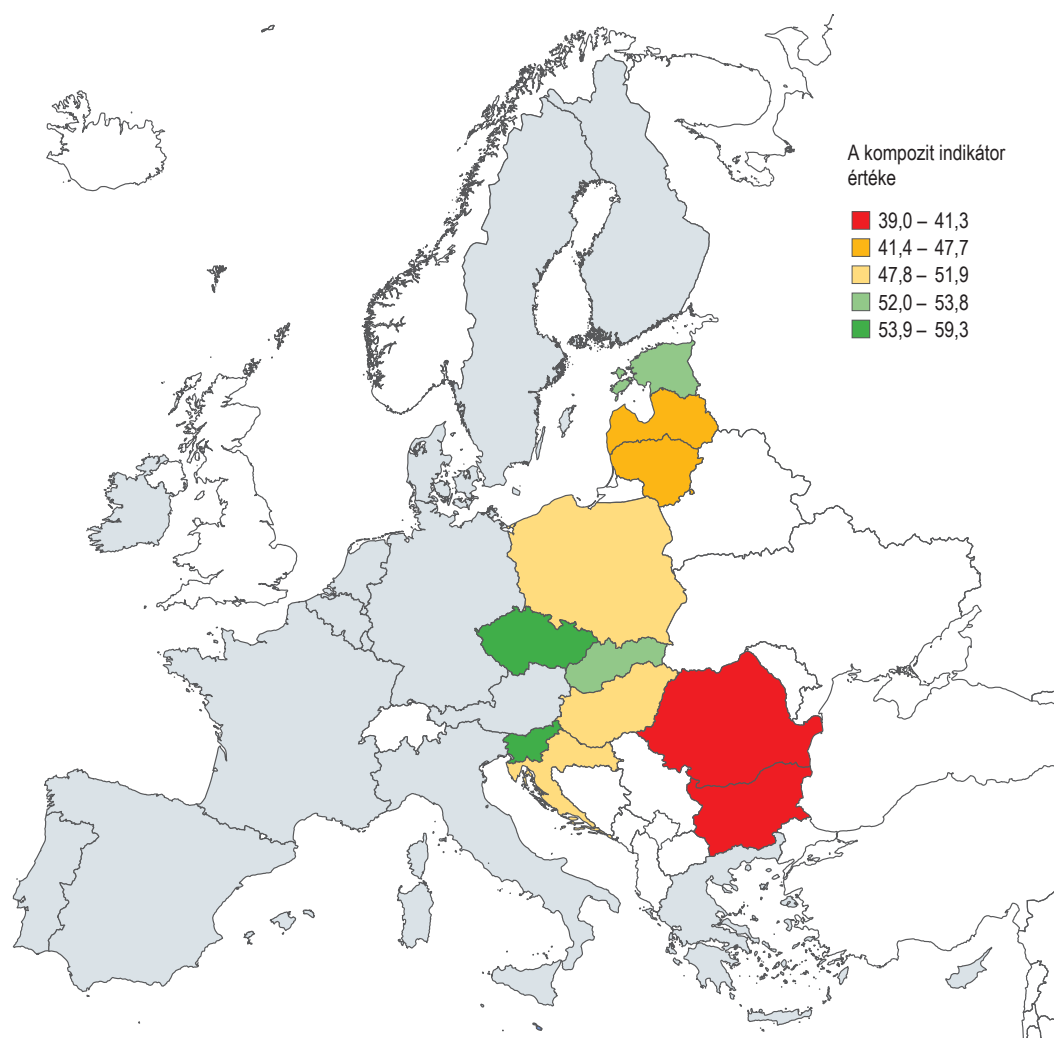 A kompozit indikátor
értéke
39,0 – 41,3
41,4 – 47,7
47,8 – 51,9
52,0 – 53,8
53,9 – 59,3